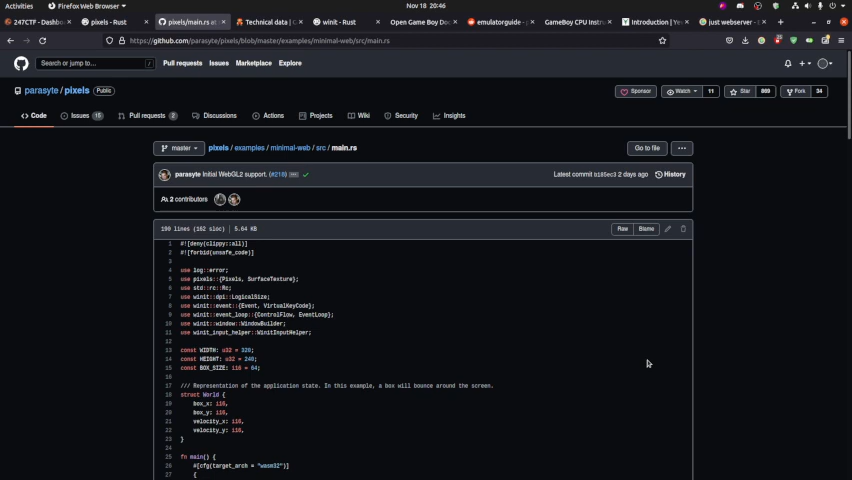 Activities
Firefox Web Browser
Nov 18 20:46
247CTF - Dashbo
pixels - Rust
pixels/main.rs at
Technical data | G
winit - Rust
Open Game Boy Doc
emulatorguide - p
GameBoy CPU Instru
Introduction | Ye
just webserver -
https://github.com/parasyte/pixels/blob/master/examples/minimal-web/src/main.rs
Search or jump to...
/
Pull requests
Issues
Marketplace
Explore
parasyte / pixels
Public
Sponsor
Watch
11
Star
869
Fork
34
Code
Issues 15
Pull requests 2
Discussions
Actions
Projects
Wiki
Security
Insights
master
pixels / examples / minimal-web / src / main.rs
Go to file
...
parasyte Initial WebGL2 support. (#218) ...
Latest commit b185ec3 2 days ago
History
2 contributors
190 lines (162 sloc) | 5.64 KB
Raw
Blame
1 #![deny(clippy::all)]
2 #![forbid(unsafe_code)]
3
4 use log::error;
5 use pixels::{Pixels, SurfaceTexture};
6 use std::rc::Rc;
7 use winit::dpi::LogicalSize;
8 use winit::event::{Event, VirtualKeyCode};
9 use winit::event_loop::{ControlFlow, EventLoop};
10 use winit::window::WindowBuilder;
11 use winit_input_helper::WinitInputHelper;
12
13 const WIDTH: u32 = 320;
14 const HEIGHT: u32 = 240;
15 const BOX_SIZE: i16 = 64;
16
17 /// Representation of the application state. In this example, a box will bounce around the screen.
18 struct World {
19 box_x: i16,
20 box_y: i16,
21 velocity_x: i16,
22 velocity_y: i16,
23 }
24
25 fn main() {
26 #[cfg(target_arch = "wasm32")]
27 {